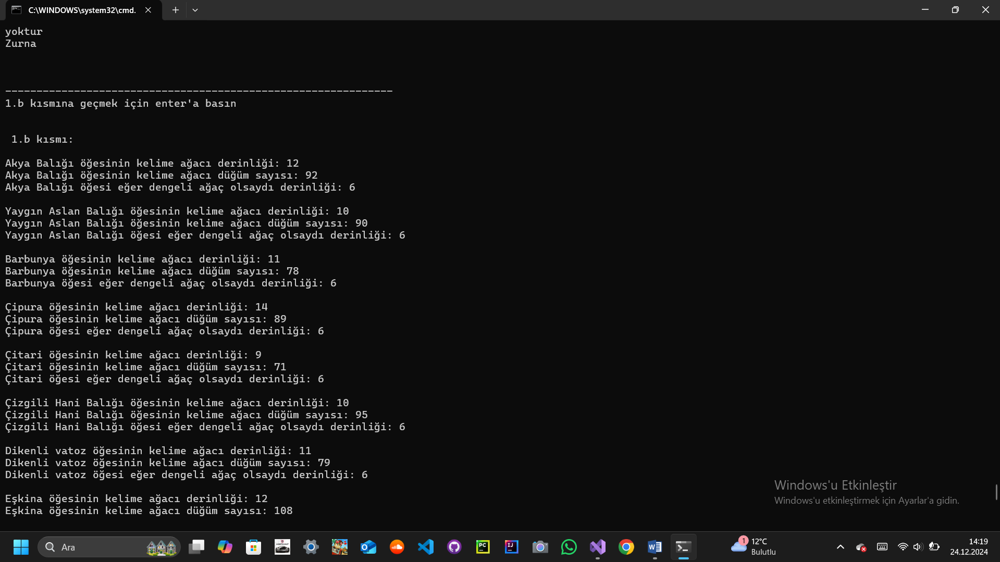 C:\WINDOWS\system32\cmd.
yoktur
Zurna
______________________________________________________________
1.b kısmına geçmek için enter'a basın
1.b kısmı:
Akya Balığı öğesinin kelime ağacı derinliği: 12
Akya Balığı öğesinin kelime ağacı düğüm sayısı: 92
Akya Balığı öğesi eğer dengeli ağaç olsaydı derinliği: 6
Yaygın Aslan Balığı öğesinin kelime ağacı derinliği: 10
Yaygın Aslan Balığı öğesinin kelime ağacı düğüm sayısı: 90
Yaygın Aslan Balığı öğesi eğer dengeli ağaç olsaydı derinliği: 6
Barbunya öğesinin kelime ağacı derinliği: 11
Barbunya öğesinin kelime ağacı düğüm sayısı: 78
Barbunya öğesi eğer dengeli ağaç olsaydı derinliği: 6
Çipura öğesinin kelime ağacı derinliği: 14
Çipura öğesinin kelime ağacı düğüm sayısı: 89
Çipura öğesi eğer dengeli ağaç olsaydı derinliği: 6
Çitari öğesinin kelime ağacı derinliği: 9
Çitari öğesinin kelime ağacı düğüm sayısı: 71
Çitari öğesi eğer dengeli ağaç olsaydı derinliği: 6
Çizgili Hani Balığı öğesinin kelime ağacı derinliği: 10
Çizgili Hani Balığı öğesinin kelime ağacı düğüm sayısı: 95
Çizgili Hani Balığı öğesi eğer dengeli ağaç olsaydı derinliği: 6
Dikenli vatoz öğesinin kelime ağacı derinliği: 11
Dikenli vatoz öğesinin kelime ağacı düğüm sayısı: 79
Dikenli vatoz öğesi eğer dengeli ağaç olsaydı derinliği: 6
Eşkina öğesinin kelime ağacı derinliği: 12
Eşkina öğesinin kelime ağacı düğüm sayısı: 108
Windows'u Etkinleştir
Windows'u etkinleştirmek için Ayarlar'a gidin.
Ara
PC
IJ
1
12°C
Bulutlu
14:19
24.12.2024